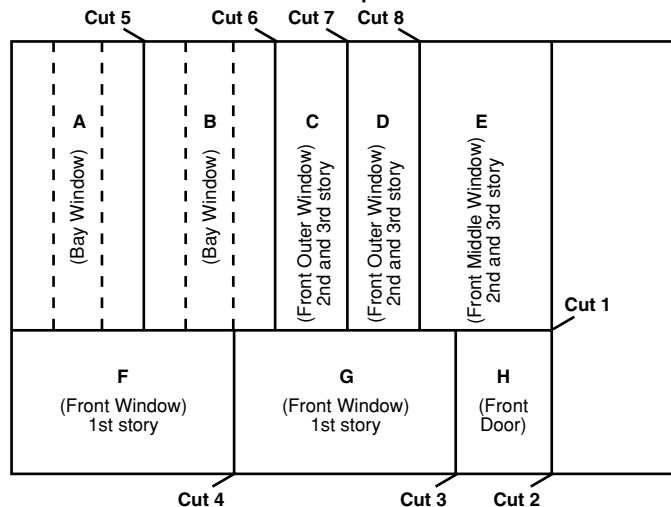 Cut 5
Cut 6
Cut 7
Cut 8
A
(Bay Window)
B
(Bay Window)
C
(Front Outer Window)
2nd and 3rd story
D
(Front Outer Window)
2nd and 3rd story
E
(Front Middle Window)
2nd and 3rd story
Cut 1
F
(Front Window)
1st story
G
(Front Window)
1st story
H
(Front
Door)
Cut 4
Cut 3
Cut 2